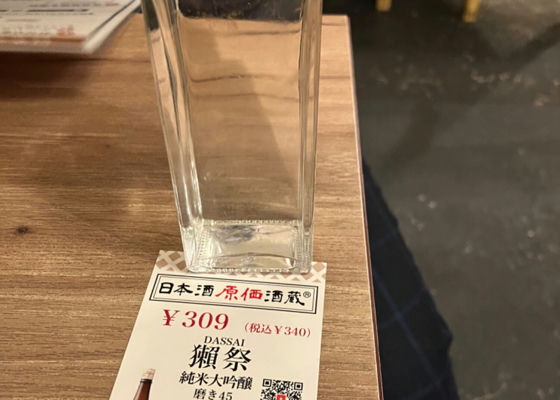 日本酒原価酒蔵®
￥309 (税込￥340)
DASSAI
獺祭
純米大吟醸
磨き45